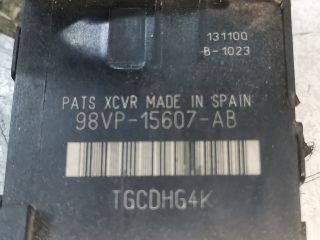 131100
B-1023
PATS XCVR MADE IN SPAIN
98VP-15607-AB
TGCDHG4K